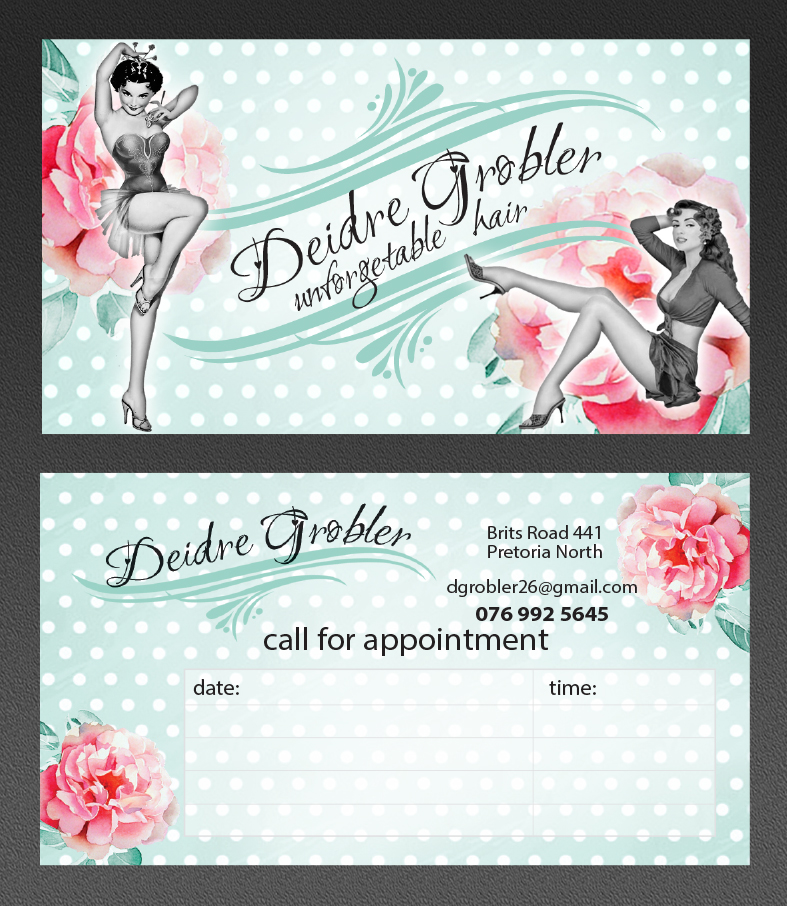 Deidre Grobler
unforgetable hair
Deidre Grobler
Brits Road 441
Pretoria North
dgrobler26@gmail.com
076 992 5645
call for appointment
date: time: